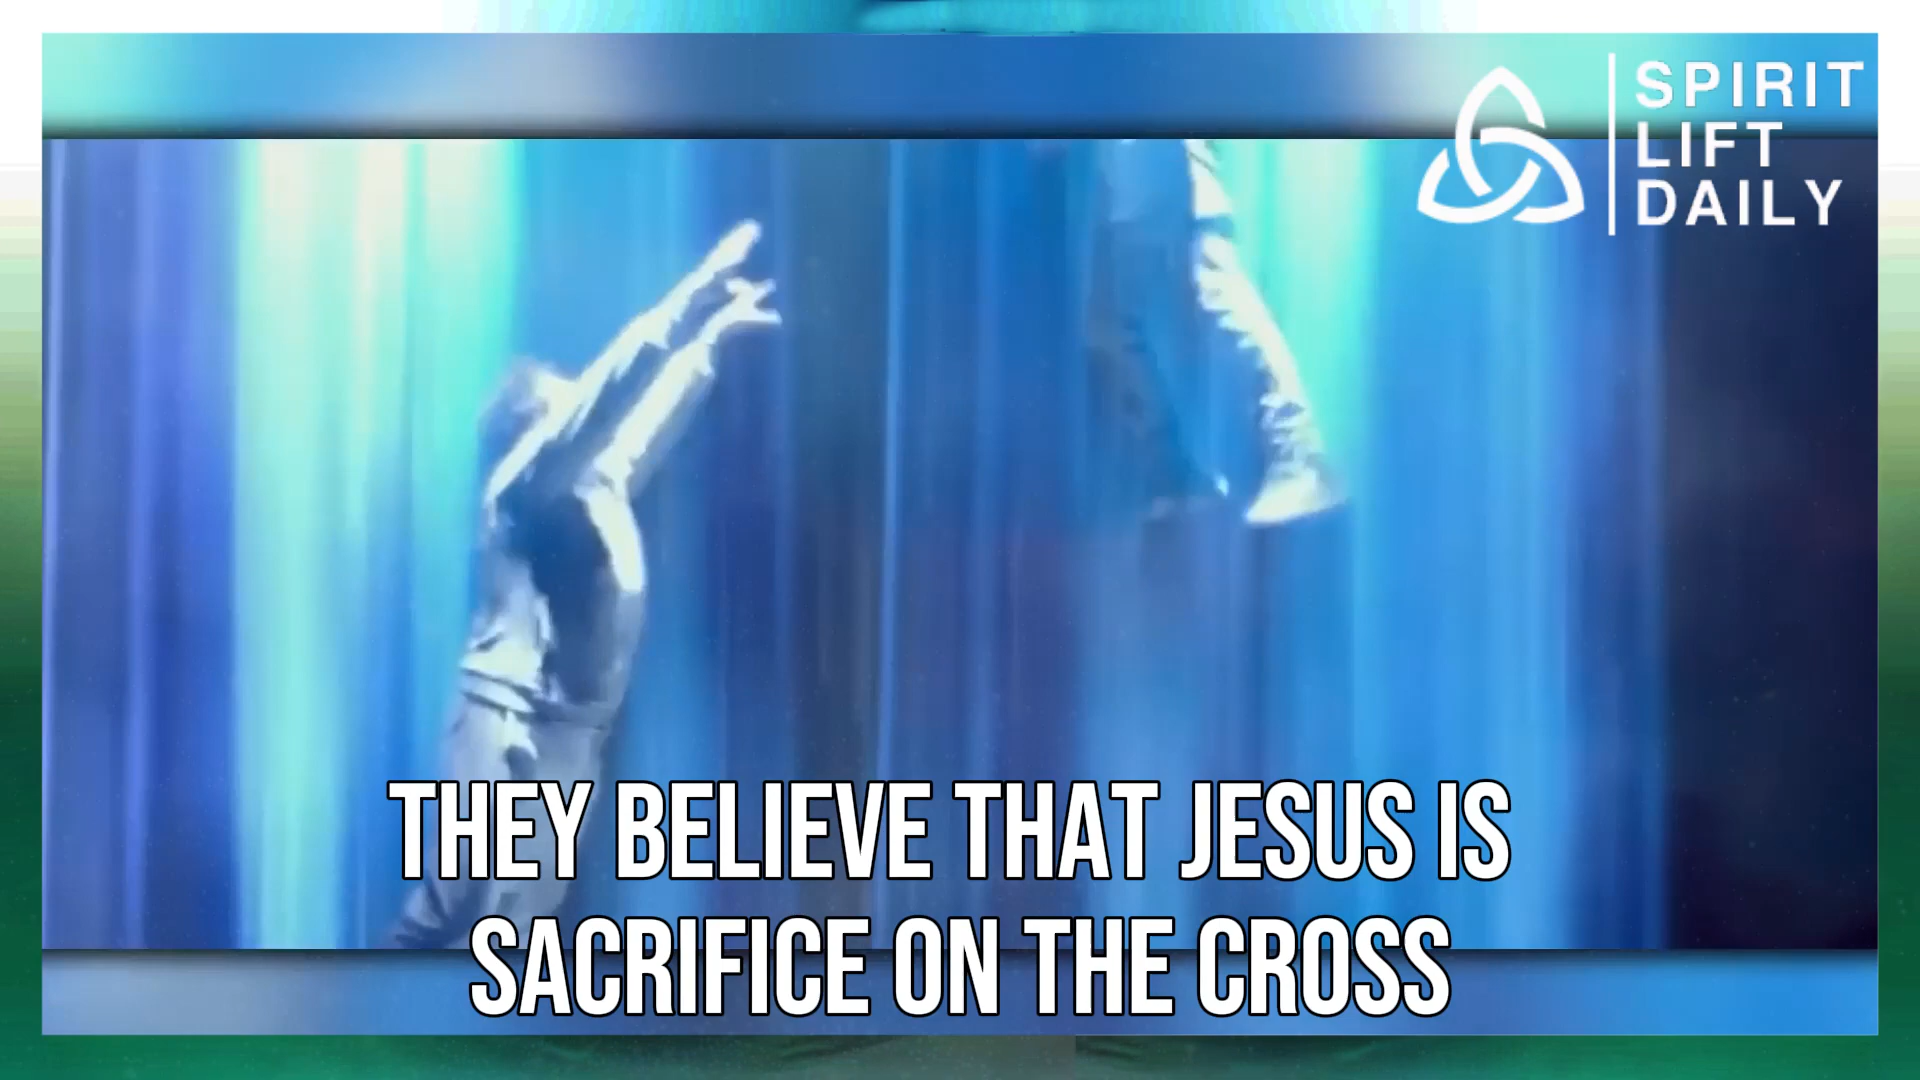 SPIRIT
LIFT
DAILY
THEY BELIEVE THAT JESUS IS
SACRIFICE ON THE CROSS